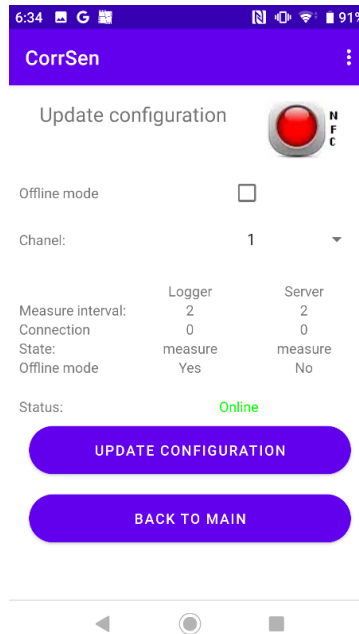 6:34 G 91%
CorrSen
Update configuration
NFC
Offline mode
Chanel: 1
Logger Server
Measure interval: 2 2
Connection 0 0
State: measure measure
Offline mode Yes No
Status: Online
UPDATE CONFIGURATION
BACK TO MAIN